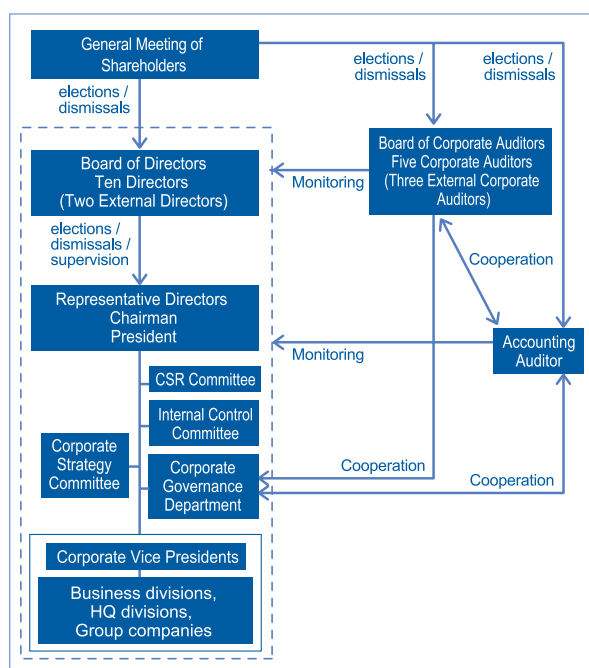 General Meeting of
Shareholders
elections /
dismissals
elections /
dismissals
elections /
dismissals
Board of Directors
Ten Directors
(Two External Directors)
Monitoring
Board of Corporate Auditors
Five Corporate Auditors
(Three External Corporate
Auditors)
elections /
dismissals /
supervision
Cooperation
Representative Directors
Chairman
President
Monitoring
Accounting
Auditor
CSR Committee
Internal Control
Committee
Corporate
Strategy
Committee
Corporate
Governance
Department
Cooperation
Cooperation
Corporate Vice Presidents
Business divisions,
HQ divisions,
Group companies